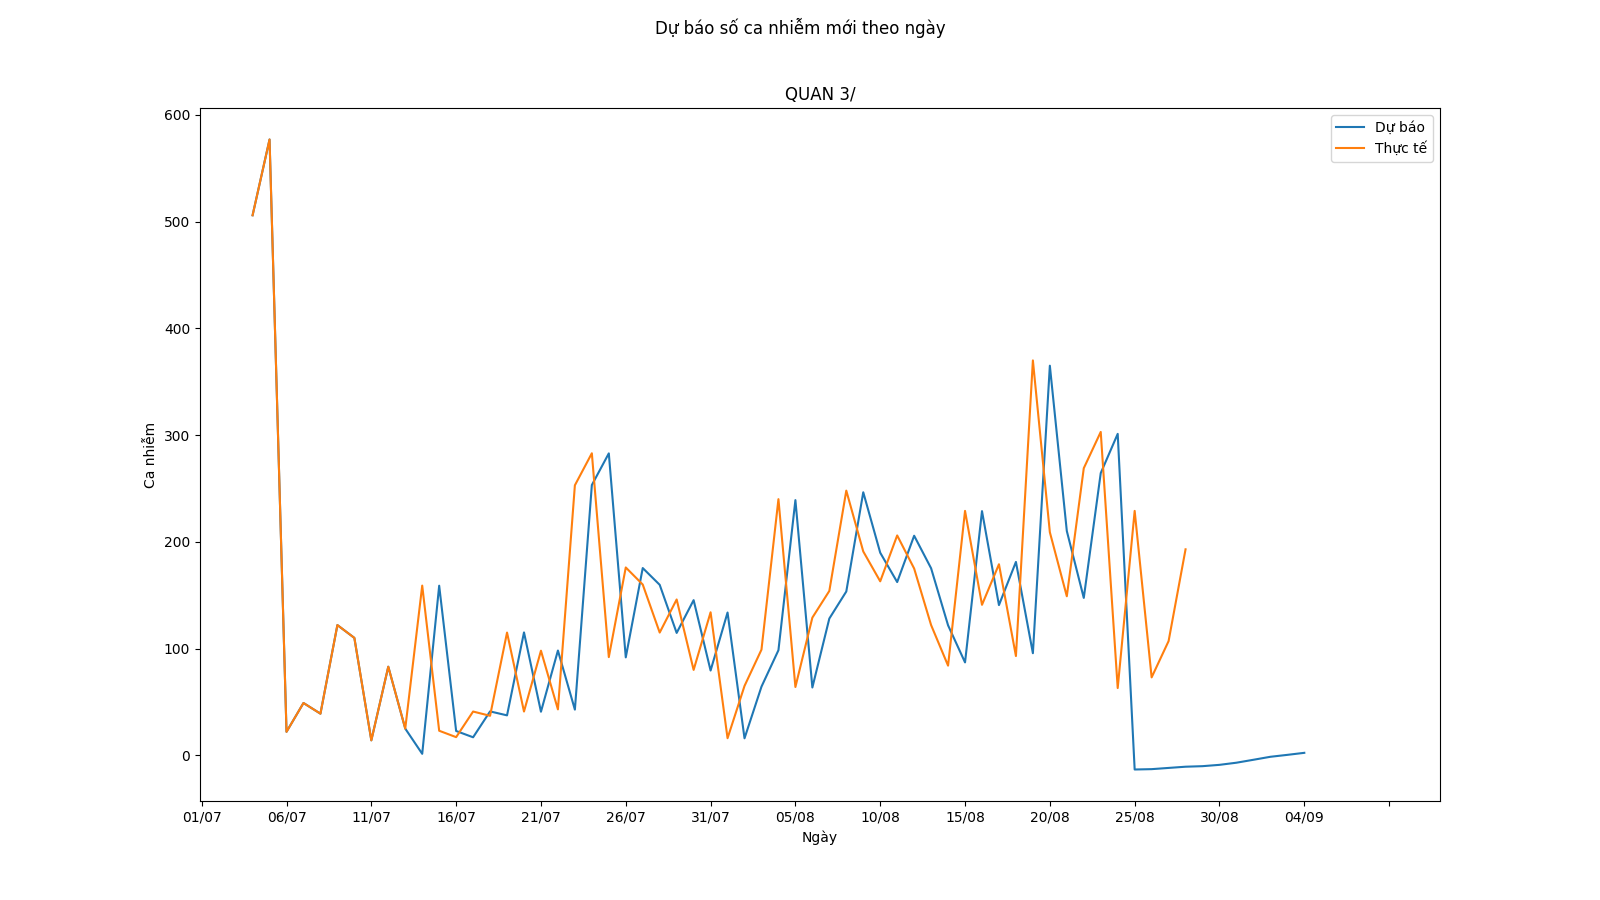 Dự báo số ca nhiễm mới theo ngày
QUAN 3/
Dự báo
Thực tế
Ca nhiễm
600
500
400
300
200
100
0
01/07 06/07 11/07 16/07 21/07 26/07 31/07 05/08 10/08 15/08 20/08 25/08 30/08 04/09
Ngày